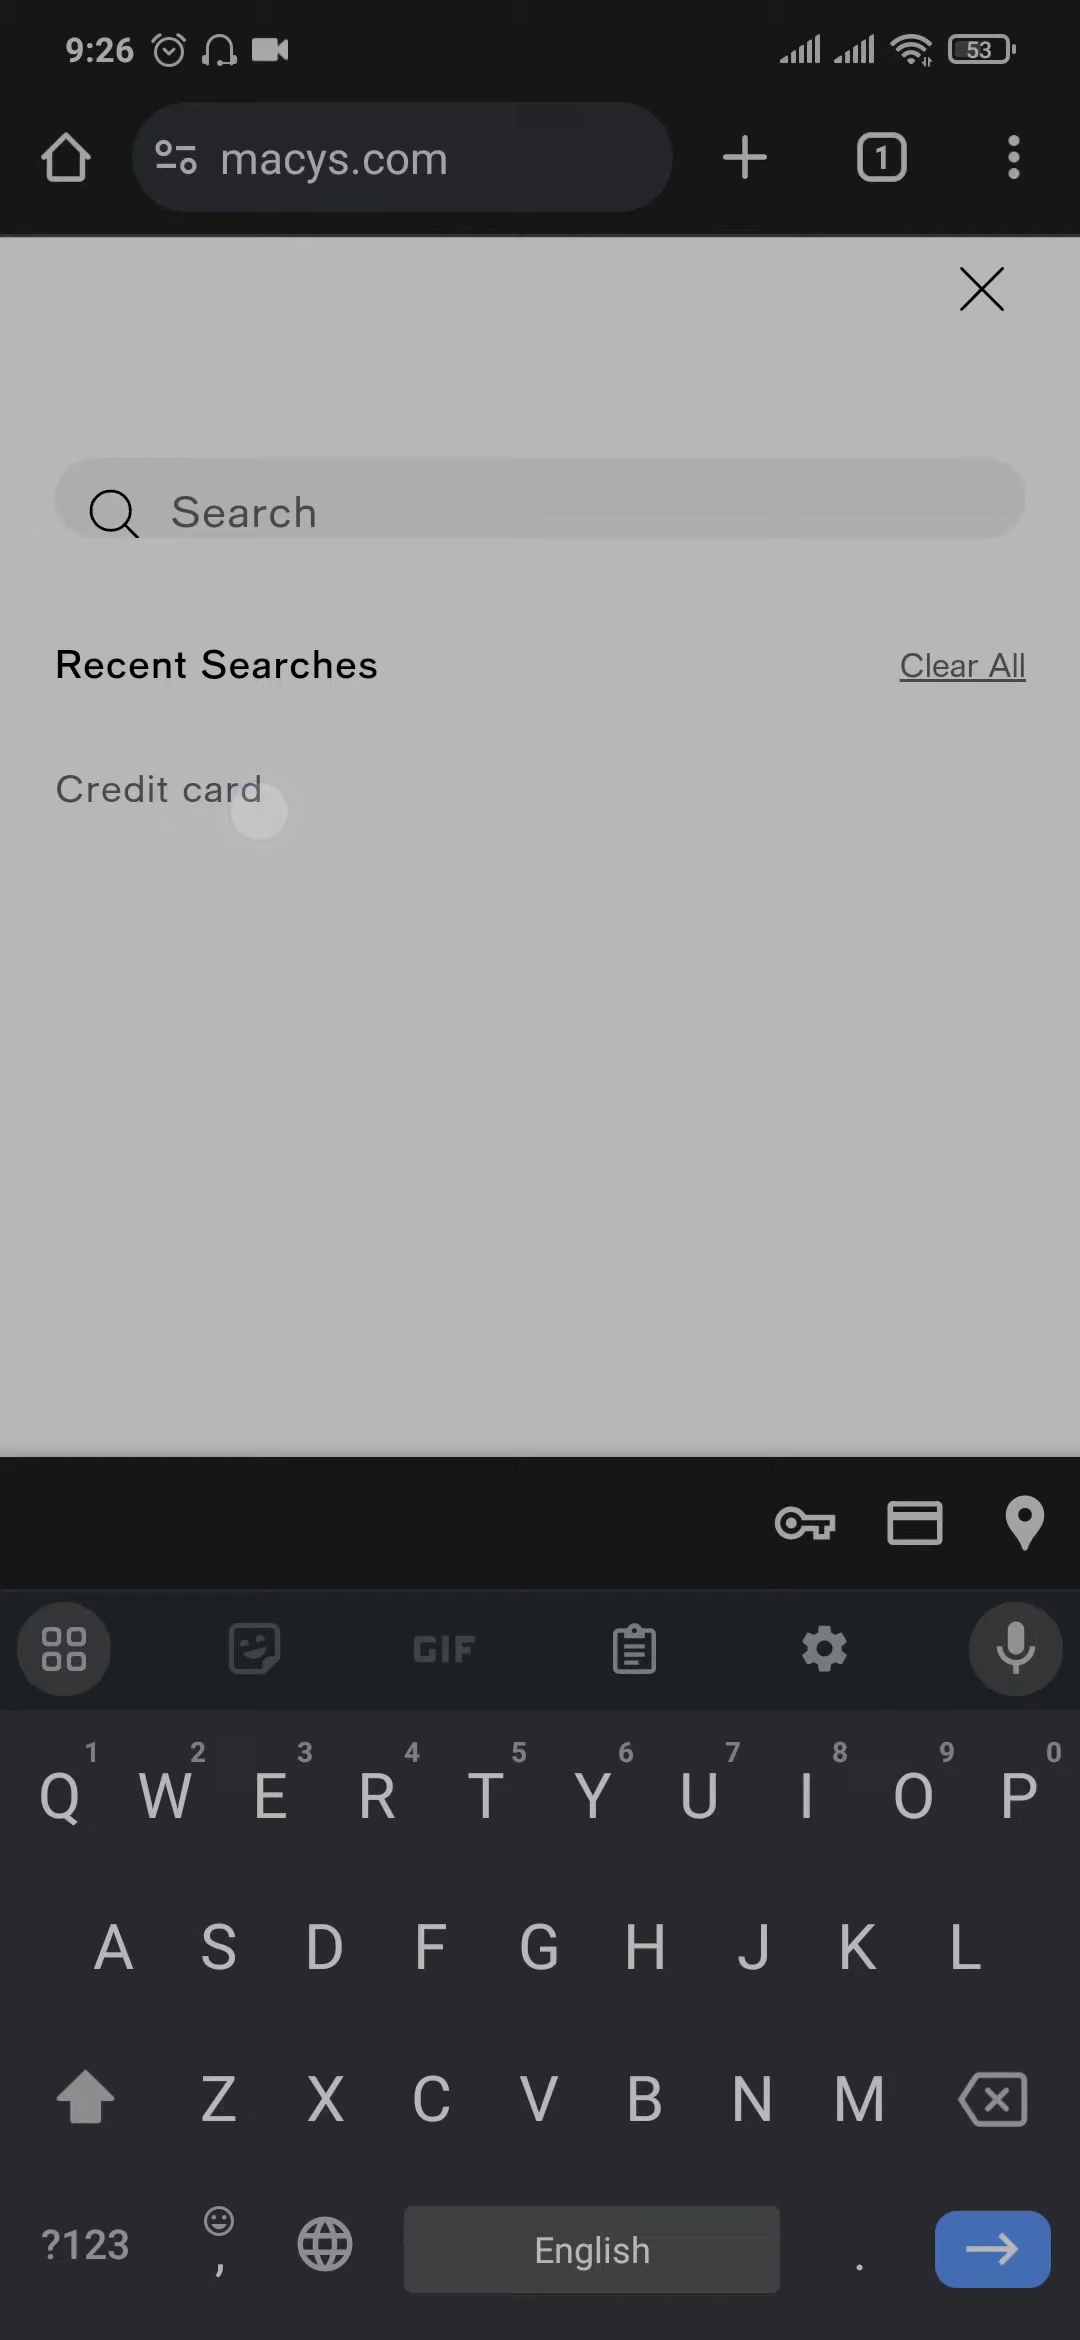 9:26
53
macys.com
1
Search
Recent Searches
Clear All
Credit card
GIF
1 2 3 4 5 6 7 8 9 0
Q W E R T Y U I O P
A S D F G H J K L
Z X C V B N M
?123 , English .